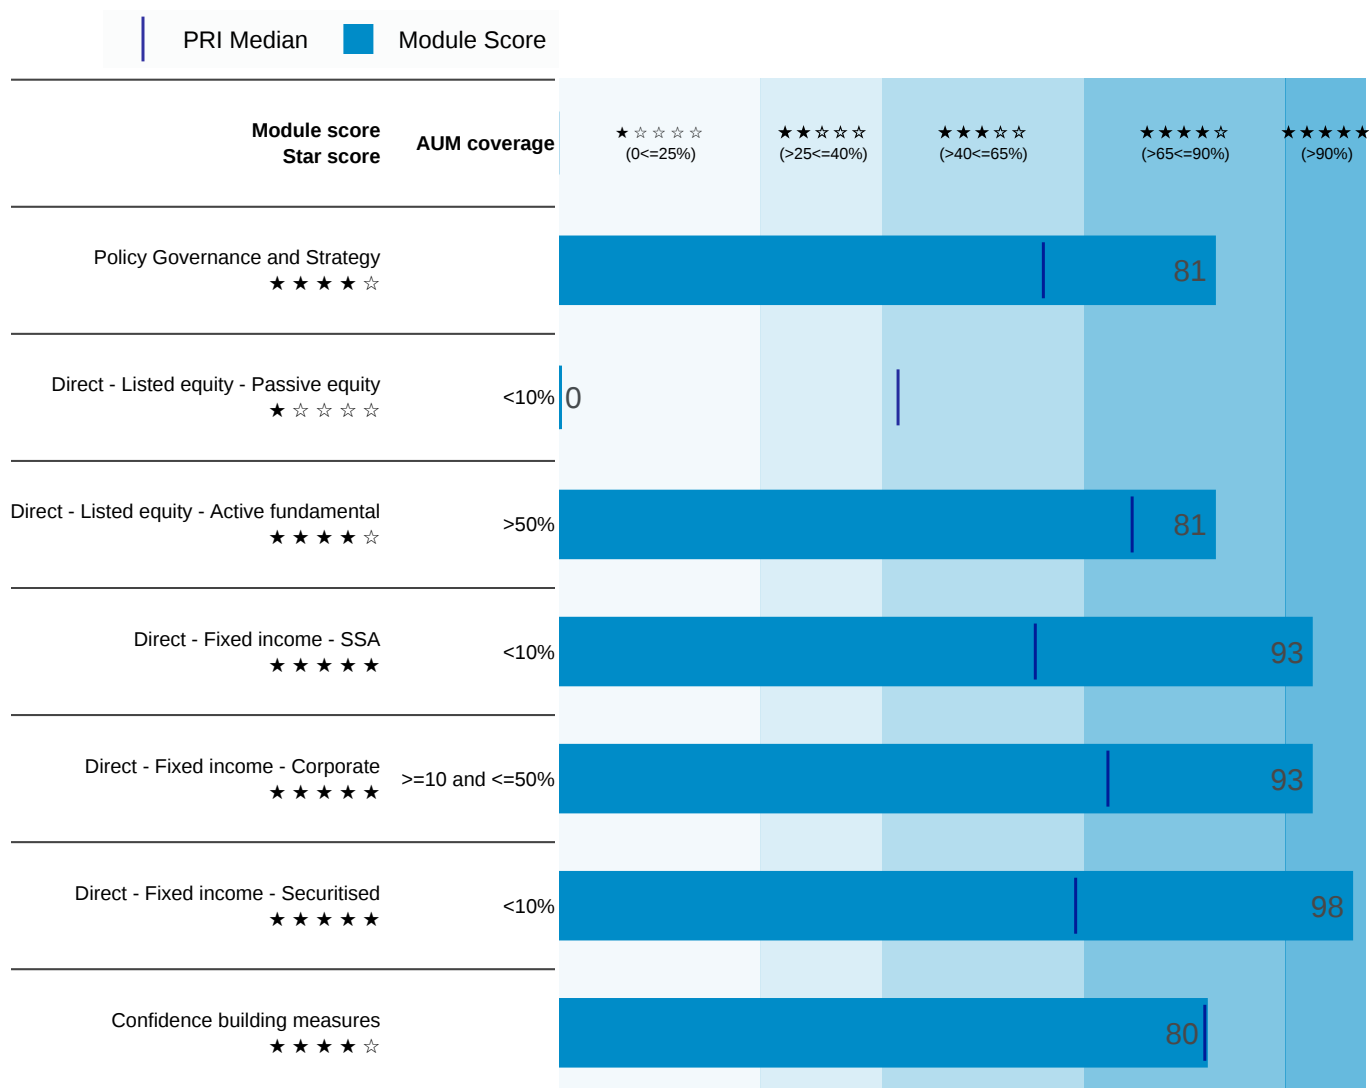 PRI Median Module Score
Module score
Star score
AUM coverage
★☆☆☆☆
(0<=25%)
★★☆☆☆
(>25<=40%)
★★★☆☆
(>40<=65%)
★★★★☆
(>65<=90%)
★★★★★
(>90%)
Policy Governance and Strategy
★★★★☆
81
Direct - Listed equity - Passive equity
★☆☆☆☆
<10%
0
Direct - Listed equity - Active fundamental
★★★★☆
>50%
81
Direct - Fixed income - SSA
★★★★★
<10%
93
Direct - Fixed income - Corporate
★★★★★
>=10 and <=50%
93
Direct - Fixed income - Securitised
★★★★★
<10%
98
Confidence building measures
★★★★☆
80